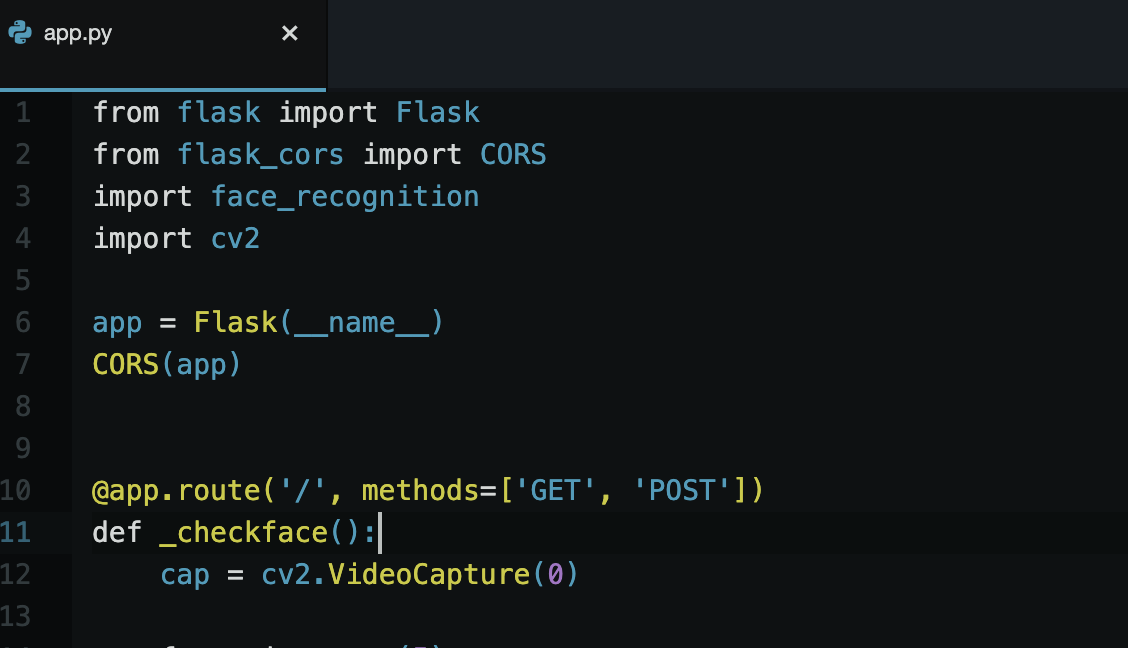 app.py ×
1 from flask import Flask
2 from flask_cors import CORS
3 import face_recognition
4 import cv2
5
6 app = Flask(__name__)
7 CORS(app)
8
9
10 @app.route('/', methods=['GET', 'POST'])
11 def _checkface():
12     cap = cv2.VideoCapture(0)
13